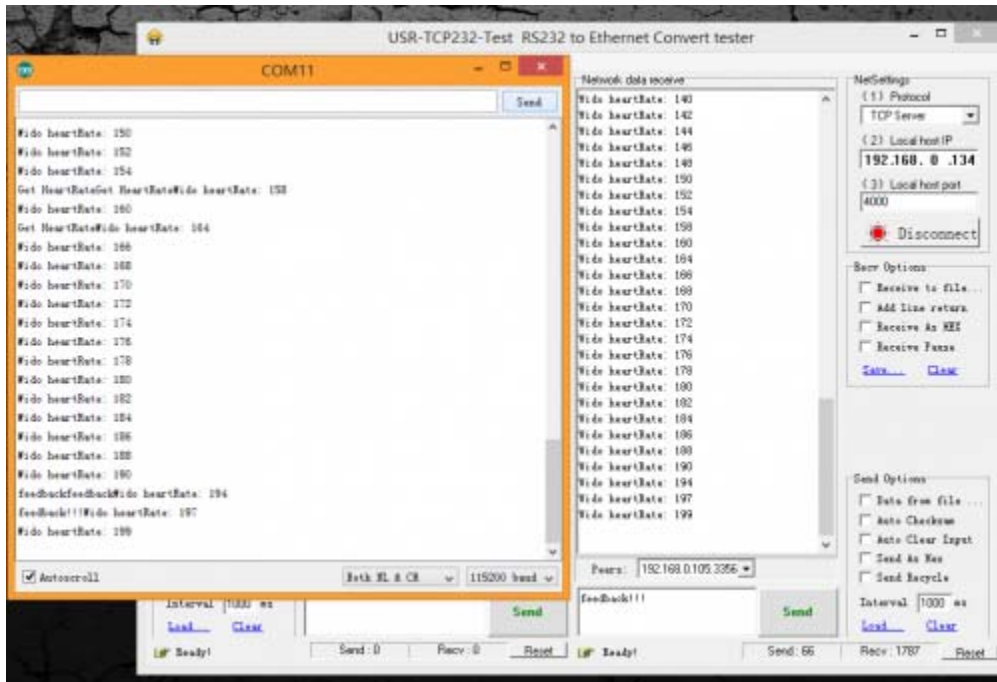 USR-TCP232-Test RS232 to Ethernet Convert tester
COM11
Send
Wido heartRate: 150
Wido heartRate: 152
Wido heartRate: 154
Get HeartRateGet HeartRateWido heartRate: 158
Wido heartRate: 160
Get HeartRateWido heartRate: 164
Wido heartRate: 166
Wido heartRate: 168
Wido heartRate: 170
Wido heartRate: 172
Wido heartRate: 174
Wido heartRate: 176
Wido heartRate: 178
Wido heartRate: 180
Wido heartRate: 182
Wido heartRate: 184
Wido heartRate: 186
Wido heartRate: 188
Wido heartRate: 190
feedbackfeedbackWido heartRate: 194
feedback!!!Wido heartRate: 197
Wido heartRate: 199
Autoscroll
Both NL & CR
115200 baud
Interval 1000 ms
Load... Clear
Send
Ready!
Send : 0
Recv : 0
Reset
Network data receive
Wido heartRate: 140
Wido heartRate: 142
Wido heartRate: 144
Wido heartRate: 146
Wido heartRate: 148
Wido heartRate: 150
Wido heartRate: 152
Wido heartRate: 154
Wido heartRate: 158
Wido heartRate: 160
Wido heartRate: 164
Wido heartRate: 166
Wido heartRate: 168
Wido heartRate: 170
Wido heartRate: 172
Wido heartRate: 174
Wido heartRate: 176
Wido heartRate: 178
Wido heartRate: 180
Wido heartRate: 182
Wido heartRate: 184
Wido heartRate: 186
Wido heartRate: 188
Wido heartRate: 190
Wido heartRate: 194
Wido heartRate: 197
Wido heartRate: 199
Peers: 192.168.0.105:3356
feedback!!!
Send
Ready!
Send : 66
Recv : 1787
Reset
NetSettings
(1) Protocol
TCP Server
(2) Local host IP
192.168. 0 .134
(3) Local host port
4000
Disconnect
Recv Options
Receive to file...
Add line return
Receive As HEX
Receive Pause
Save... Clear
Send Options
Data from file ...
Auto Checksum
Auto Clear Input
Send As Hex
Send Recycle
Interval 1000 ms
Load... Clear